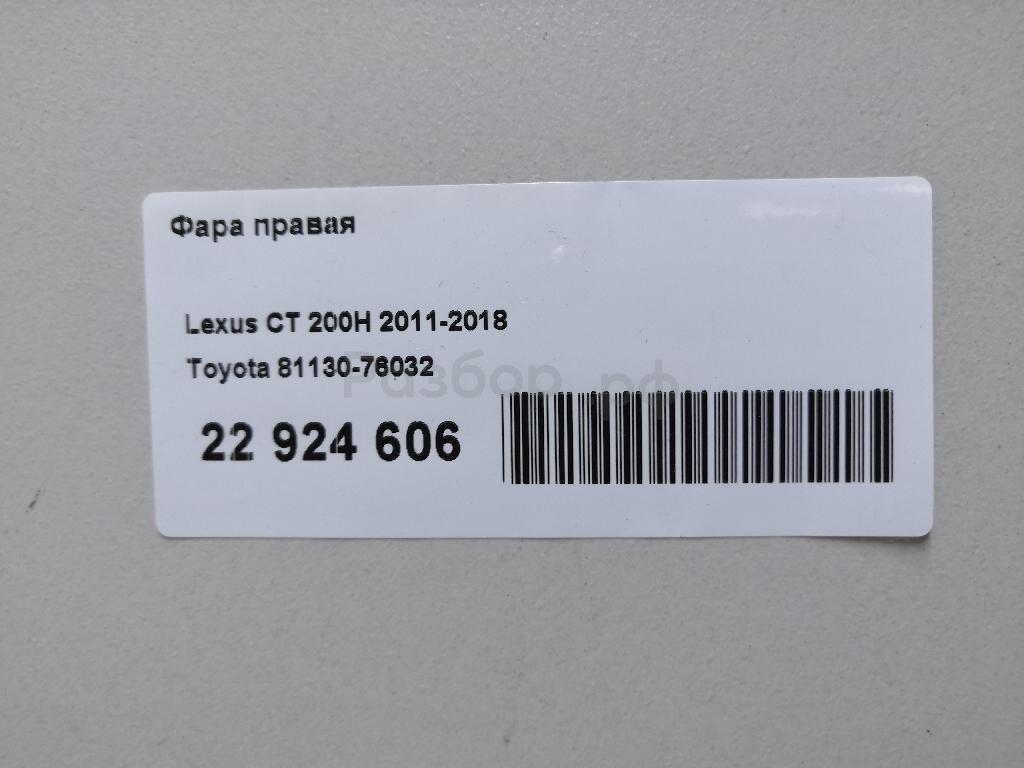 Фара правая
Lexus CT 200H 2011-2018
Toyota 81130-76032
Разбор.рф
22 924 606